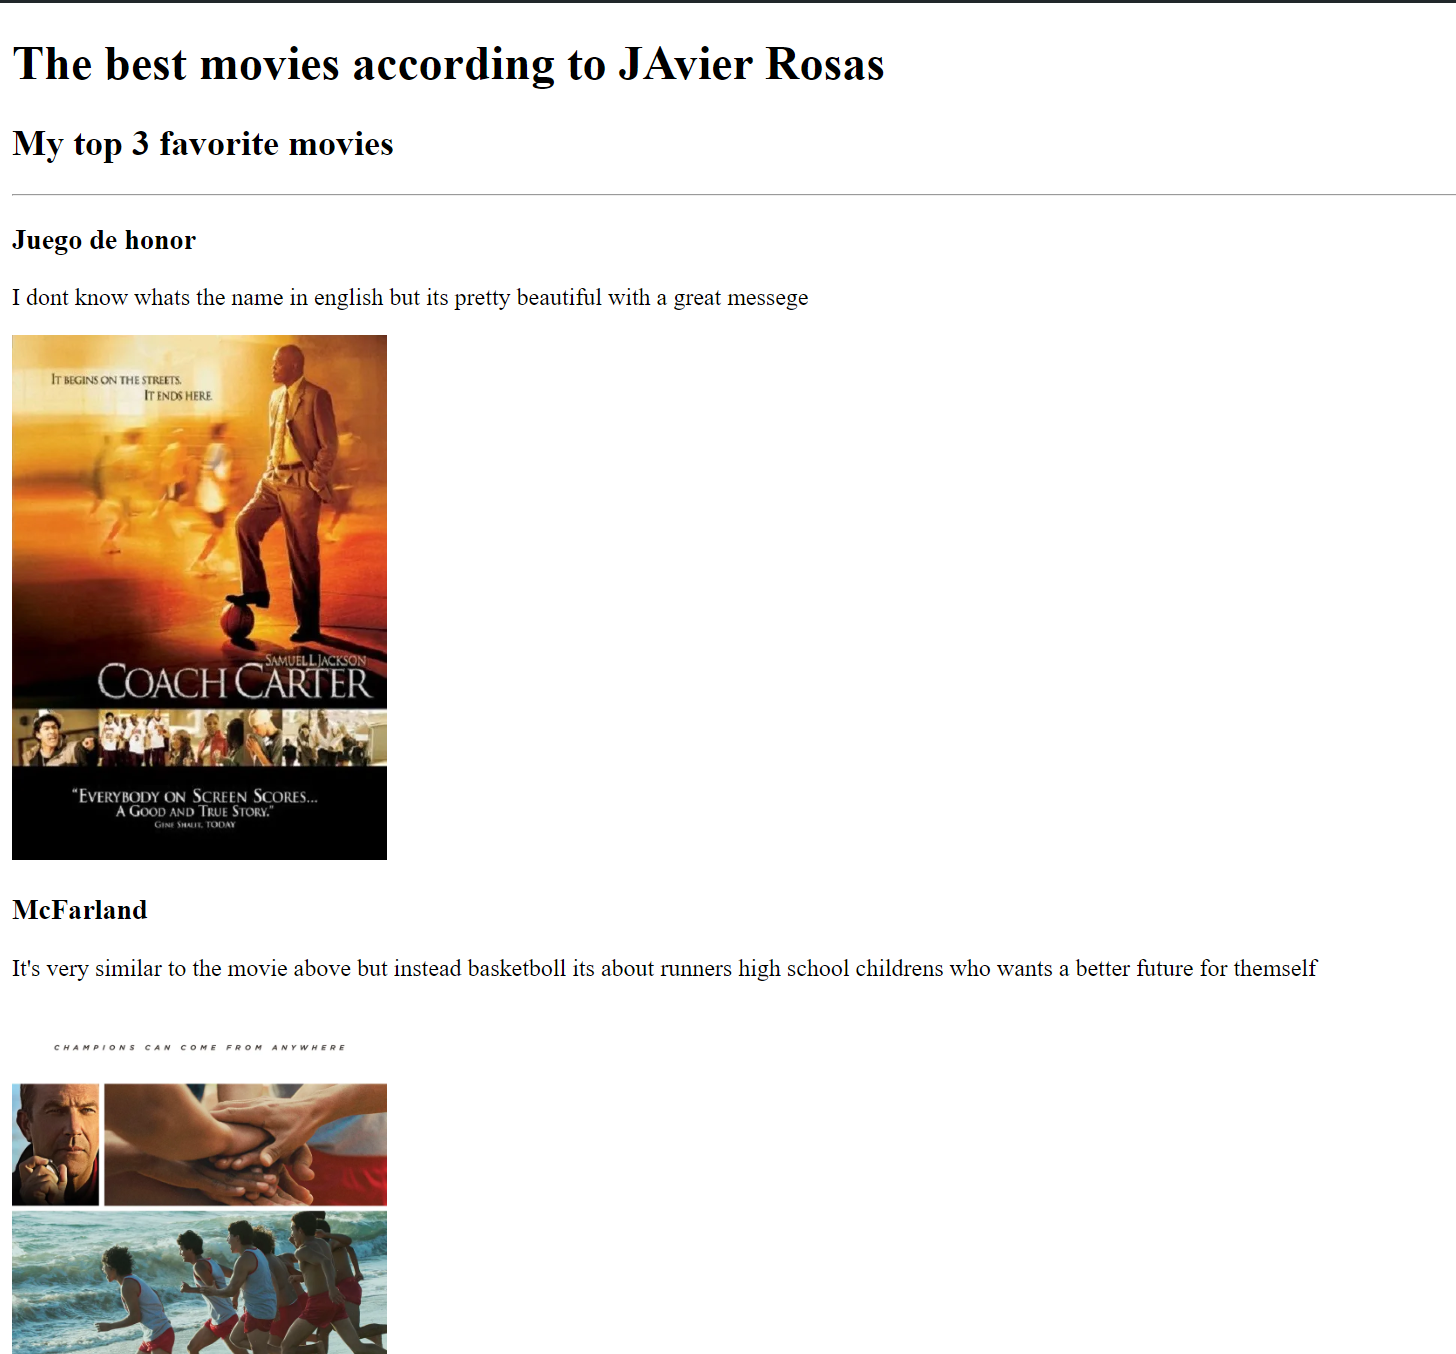 The best movies according to JAvier Rosas
My top 3 favorite movies
Juego de honor
I dont know whats the name in english but its pretty beautiful with a great messege
IT BEGINS ON THE STREETS.
IT ENDS HERE.
SAMUEL L. JACKSON
COACH CARTER
“EVERYBODY ON SCREEN SCORES...
A GOOD AND TRUE STORY.”
GENE SHALIT, TODAY
McFarland
It's very similar to the movie above but instead basketboll its about runners high school childrens who wants a better future for themself
CHAMPIONS CAN COME FROM ANYWHERE